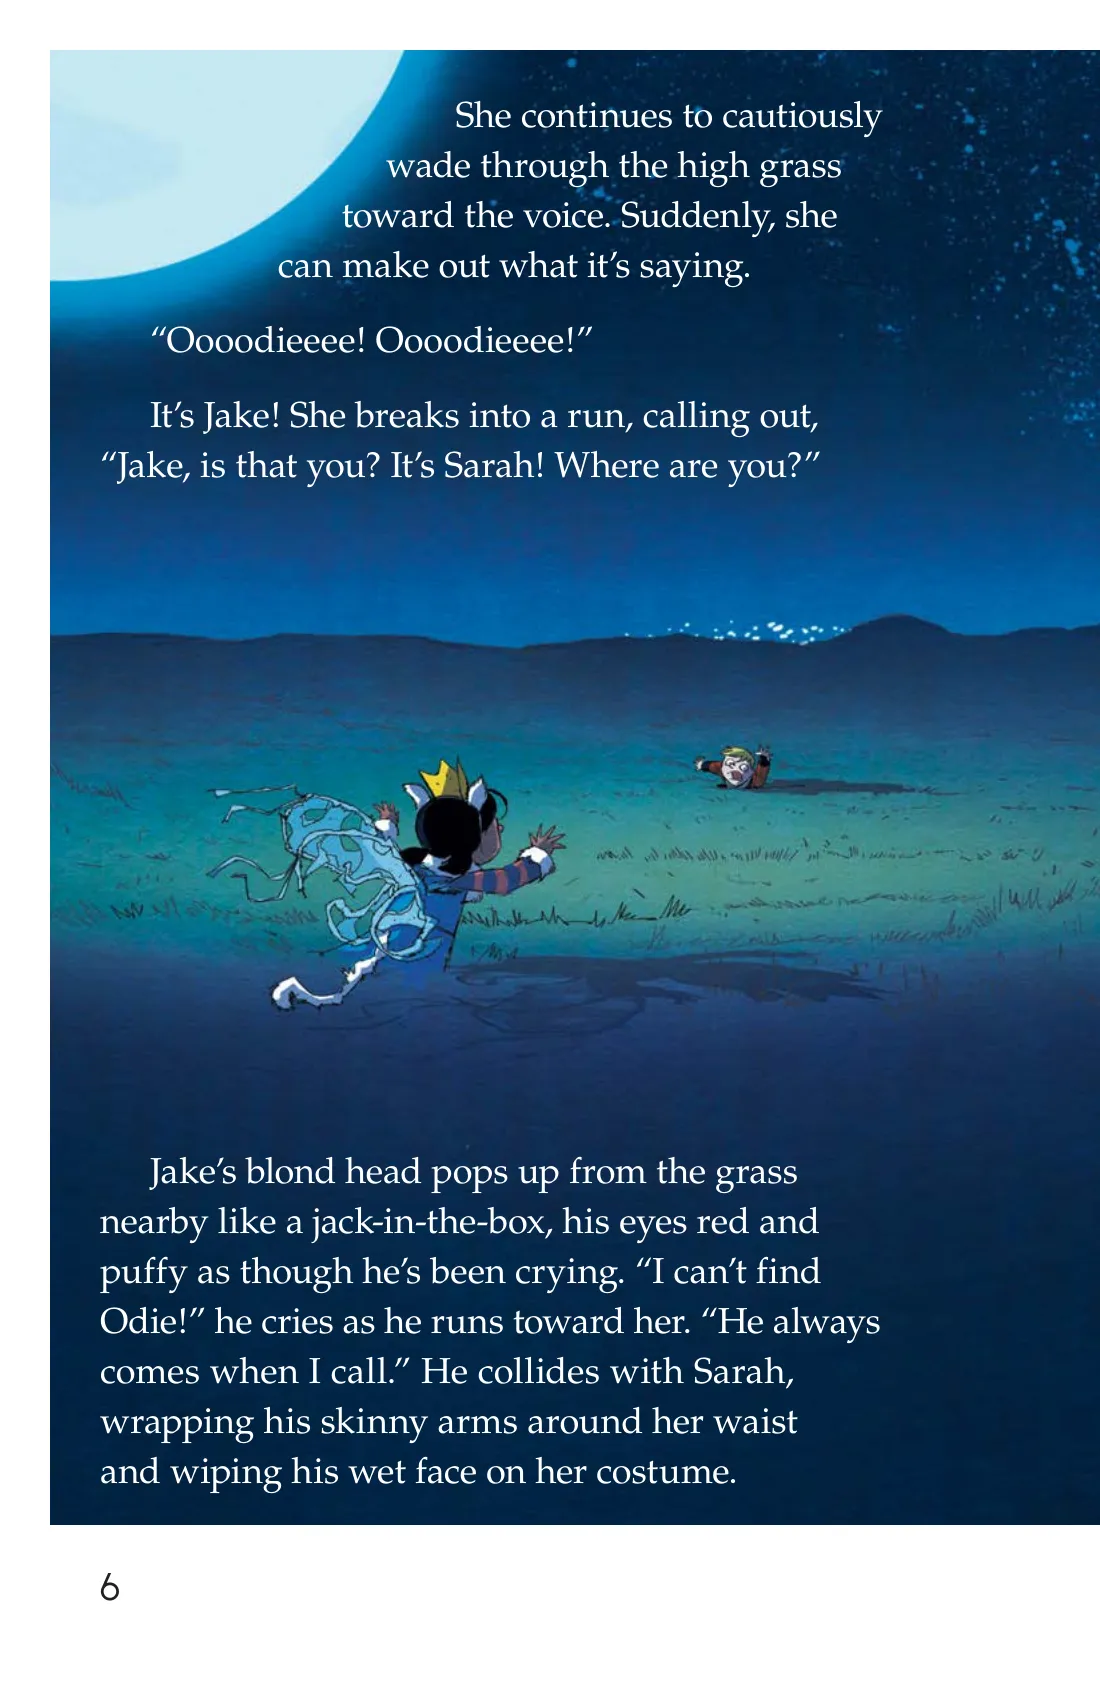 She continues to cautiously
wade through the high grass
toward the voice. Suddenly, she
can make out what it’s saying.
“Oooodieeee! Oooodieeee!”
It’s Jake! She breaks into a run, calling out,
“Jake, is that you? It’s Sarah! Where are you?”
Jake’s blond head pops up from the grass
nearby like a jack-in-the-box, his eyes red and
puffy as though he’s been crying. “I can’t find
Odie!” he cries as he runs toward her. “He always
comes when I call.” He collides with Sarah,
wrapping his skinny arms around her waist
and wiping his wet face on her costume.
6